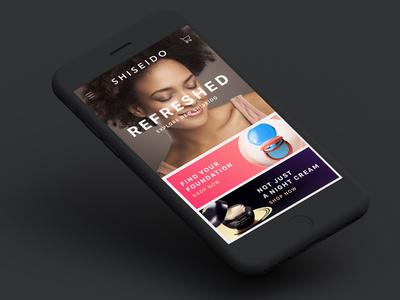 SHISEIDO
REFRESHED
EXPLORE NEW SHISEIDO
FIND YOUR
FOUNDATION
SHOP NOW
NOT JUST
A NIGHT CREAM
SHOP NOW